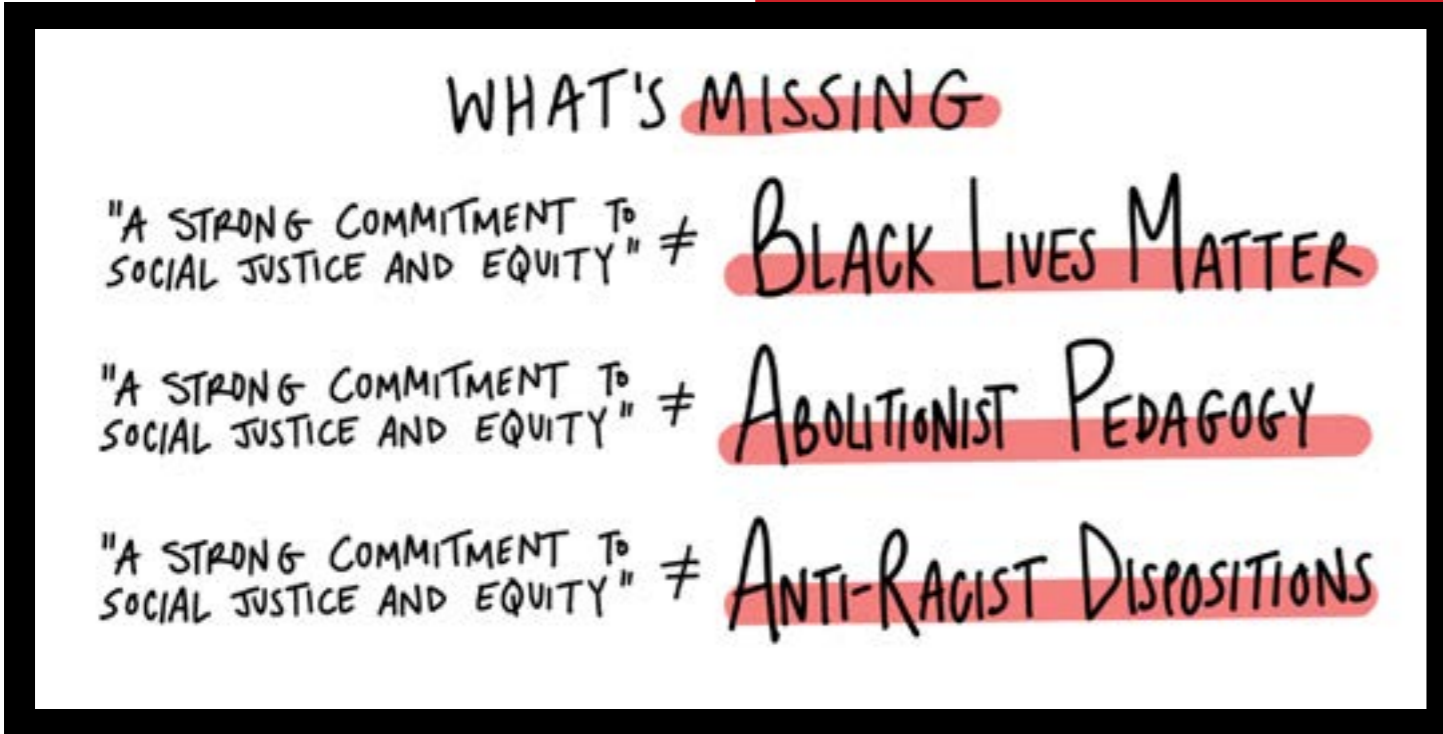 WHAT'S MISSING
"A STRONG COMMITMENT TO
SOCIAL JUSTICE AND EQUITY" ≠ BLACK LIVES MATTER
"A STRONG COMMITMENT TO
SOCIAL JUSTICE AND EQUITY" ≠ ABOLITIONIST PEDAGOGY
"A STRONG COMMITMENT TO
SOCIAL JUSTICE AND EQUITY" ≠ ANTI-RACIST DISPOSITIONS